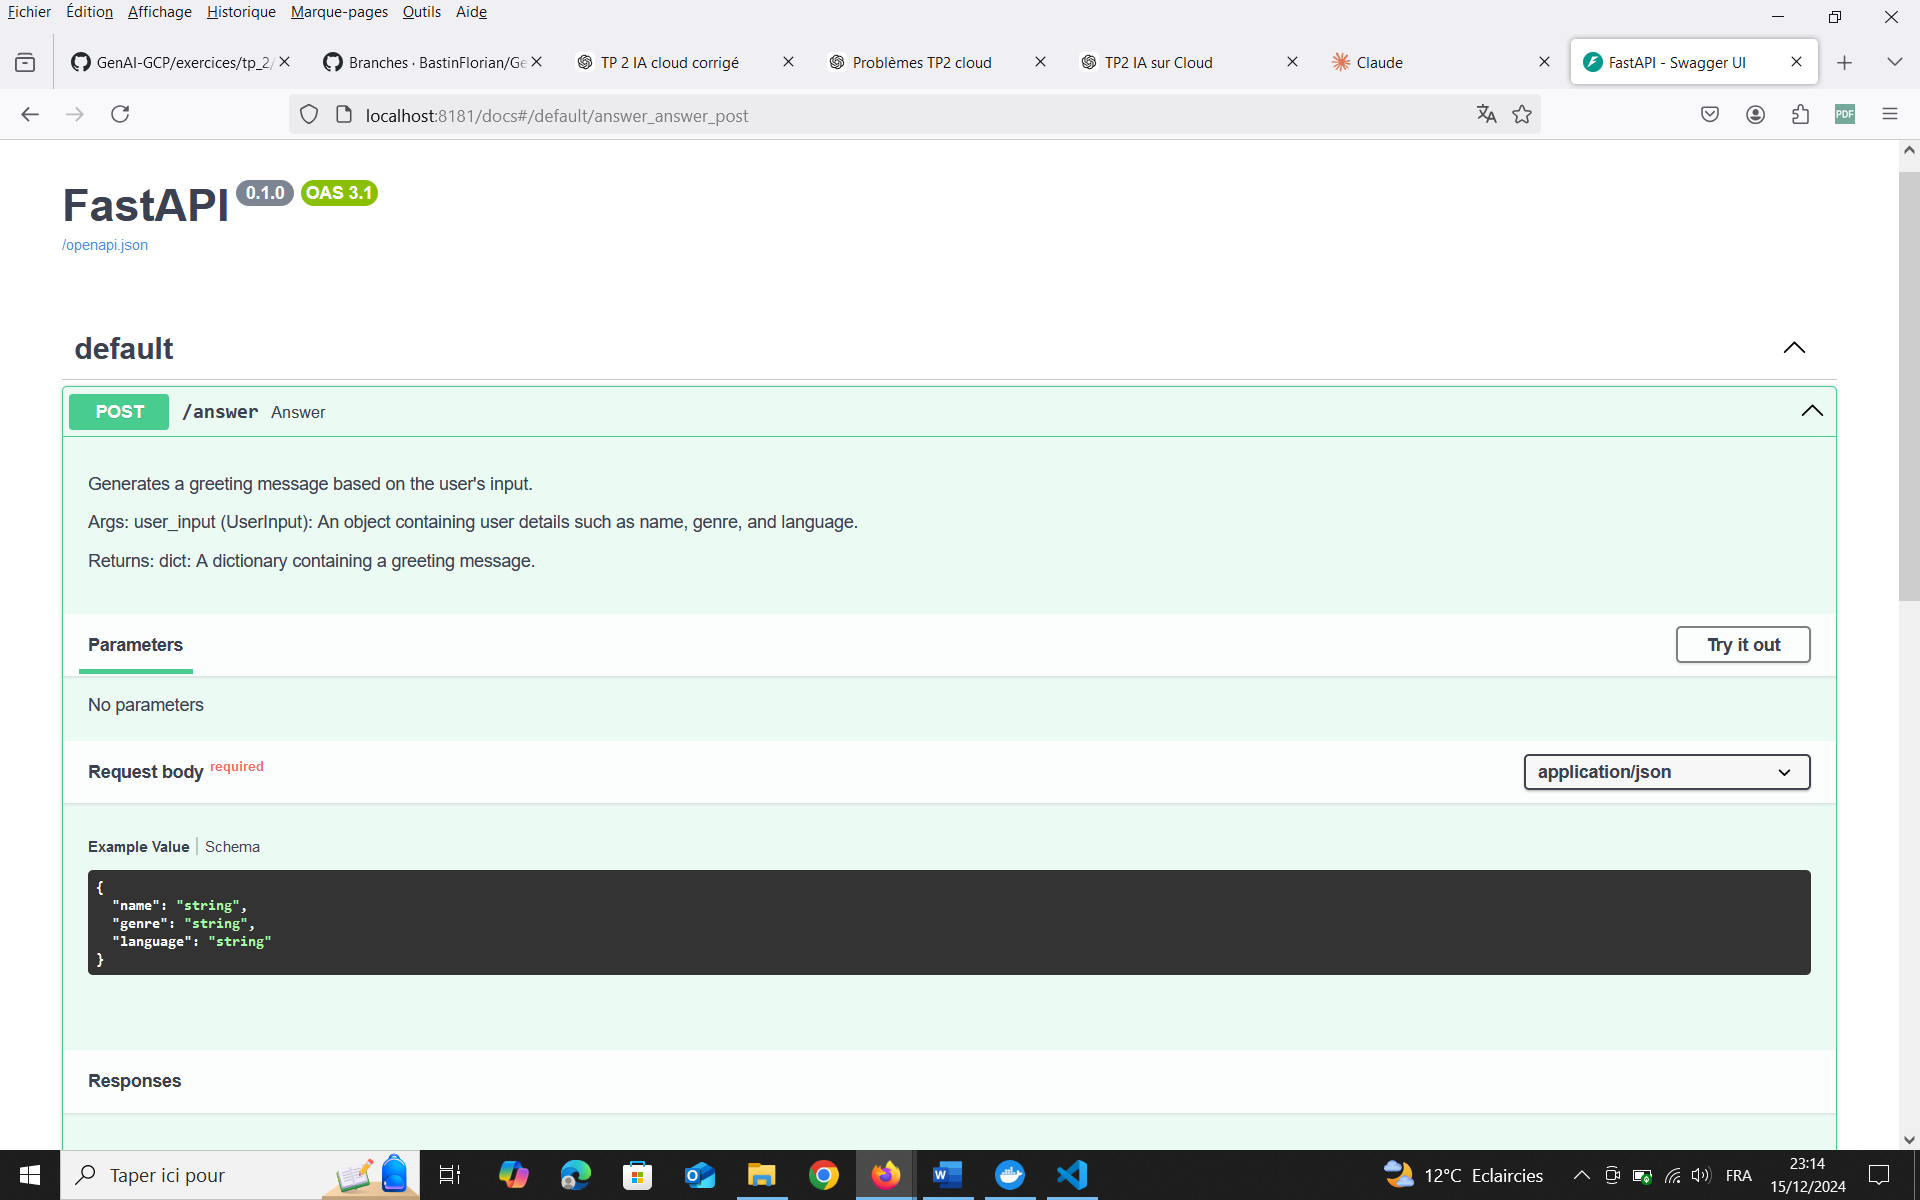 Fichier Édition Affichage Historique Marque-pages Outils Aide
GenAI-GCP/exercices/tp_2/ Branches · BastinFlorian/Ge TP 2 IA cloud corrigé Problèmes TP2 cloud TP2 IA sur Cloud Claude FastAPI - Swagger UI
localhost:8181/docs#/default/answer_answer_post PDF
FastAPI 0.1.0 OAS 3.1
/openapi.json
default
POST /answer Answer
Generates a greeting message based on the user's input.
Args: user_input (UserInput): An object containing user details such as name, genre, and language.
Returns: dict: A dictionary containing a greeting message.
Parameters Try it out
No parameters
Request body required application/json
Example Value Schema
{
"name": "string",
"genre": "string",
"language": "string"
}
Responses
Taper ici pour 12°C Eclaircies FRA 23:14
15/12/2024